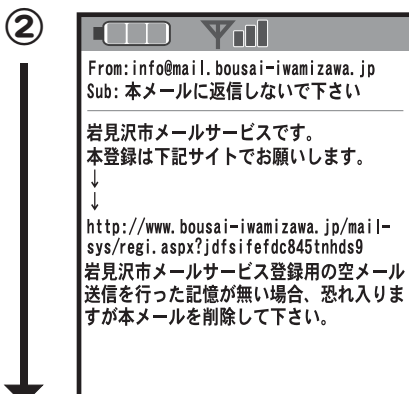 ②
From:info@mail.bousai-iwamizawa.jp
Sub:本メールに返信しないで下さい
岩見沢市メールサービスです。
本登録は下記サイトでお願いします。
↓
↓
http://www.bousai-iwamizawa.jp/mail-
sys/regi.aspx?jdfsifefdc845tnhds9
岩見沢市メールサービス登録用の空メール
送信を行った記憶が無い場合、恐れ入りま
すが本メールを削除して下さい。